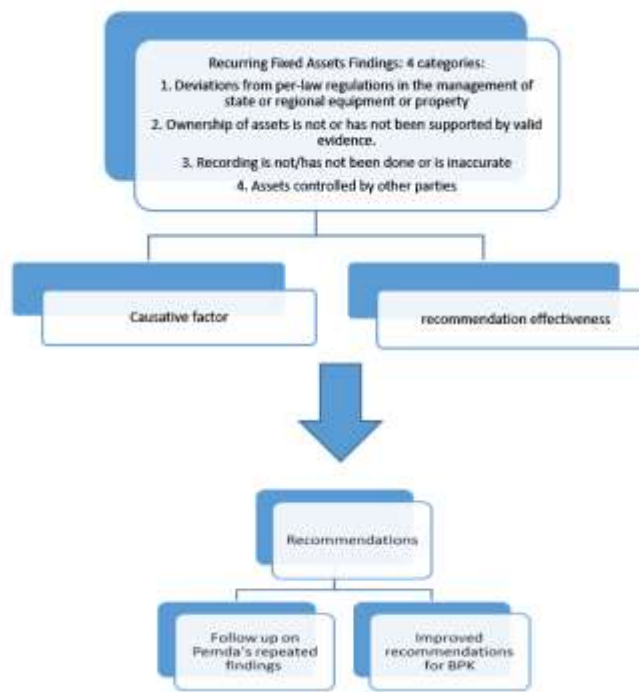 Recurring Fixed Assets Findings: 4 categories:
1. Deviations from per-law regulations in the management of
state or regional equipment or property
2. Ownership of assets is not or has not been supported by valid
evidence.
3. Recording is not/has not been done or is inaccurate
4. Assets controlled by other parties
Causative factor
recommendation effectiveness
Recommendations
Follow up on
Pemda's repeated
findings
Improved
recommendations
for BPK